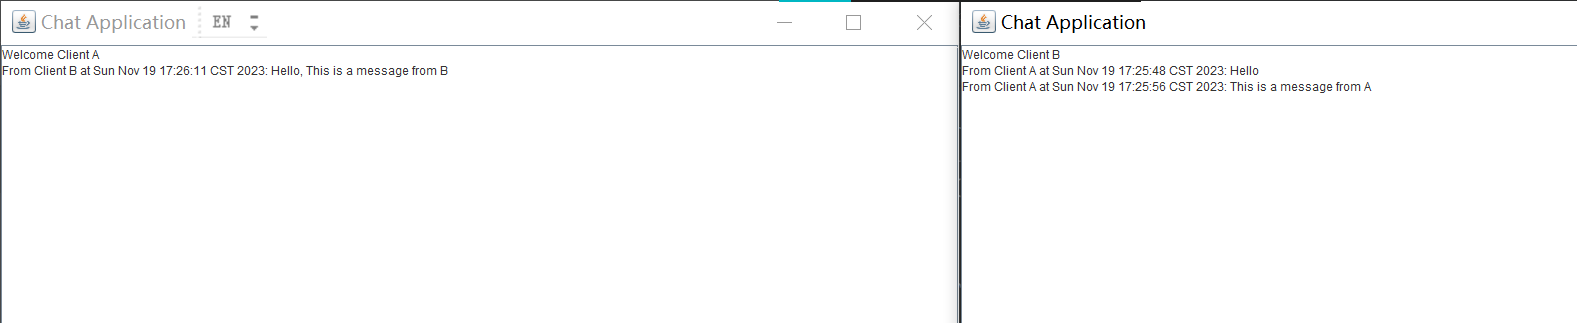 Chat Application EN
Welcome Client A
From Client B at Sun Nov 19 17:26:11 CST 2023: Hello, This is a message from B
Chat Application
Welcome Client B
From Client A at Sun Nov 19 17:25:48 CST 2023: Hello
From Client A at Sun Nov 19 17:25:56 CST 2023: This is a message from A